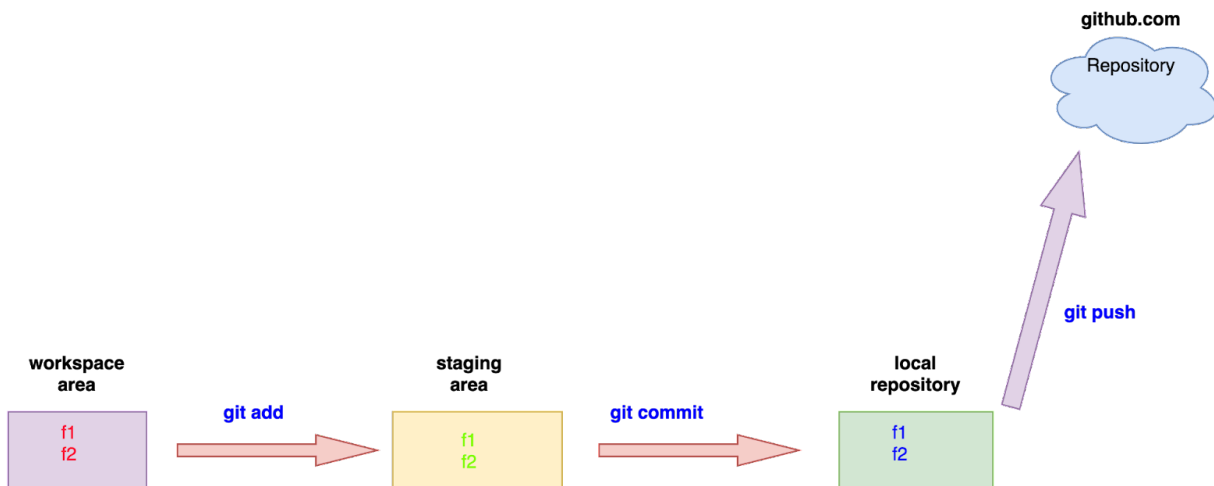 github.com
Repository
git push
workspace
area
staging
area
local
repository
git add
git commit
f1
f2
f1
f2
f1
f2